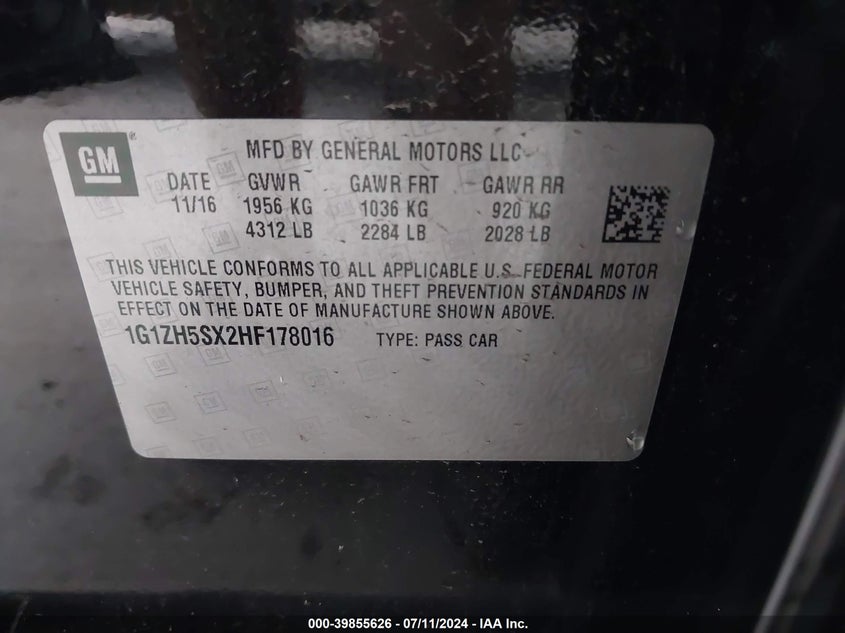 GM
MFD BY GENERAL MOTORS LLC
DATE GVWR GAWR FRT GAWR RR
11/16 1956 KG 1036 KG 920 KG
4312 LB 2284 LB 2028 LB
THIS VEHICLE CONFORMS TO ALL APPLICABLE U.S. FEDERAL MOTOR
VEHICLE SAFETY, BUMPER, AND THEFT PREVENTION STANDARDS IN
EFFECT ON THE DATE OF MANUFACTURE SHOWN ABOVE.
1G1ZH5SX2HF178016 TYPE: PASS CAR
000-39855626 - 07/11/2024 - IAA Inc.